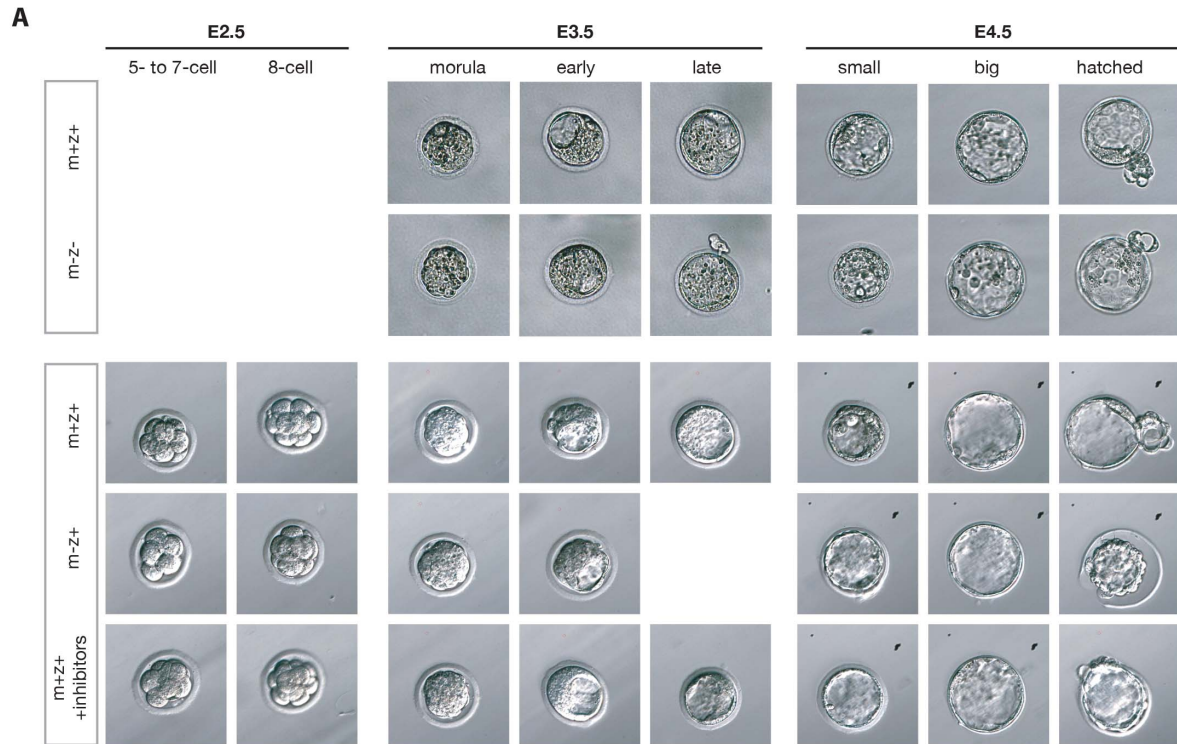 A
E2.5 E3.5 E4.5
5- to 7-cell 8-cell morula early late small big hatched
m+z+
m-z-
m+z+
m-z+
m+z+
+inhibitors